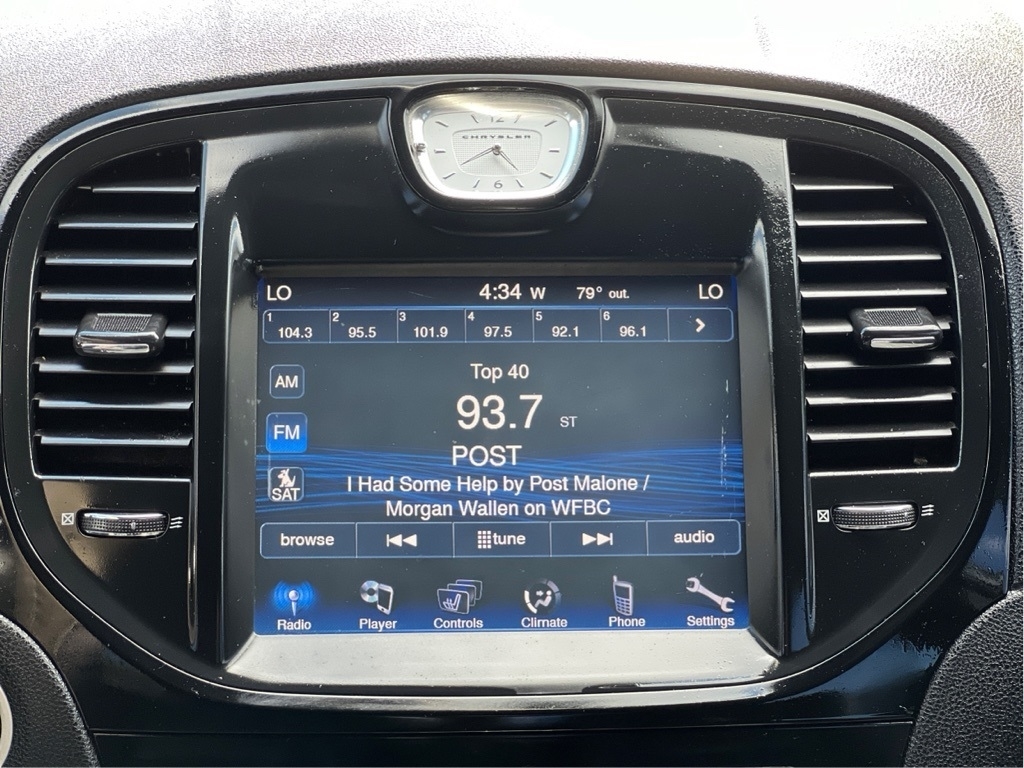 12
CHRYSLER
6
LO 4:34 W 79° out. LO
1 104.3 2 95.5 3 101.9 4 97.5 5 92.1 6 96.1 >
Top 40
AM
93.7 ST
FM
POST
SAT
I Had Some Help by Post Malone /
Morgan Wallen on WFBC
browse tune audio
Radio Player Controls Climate Phone Settings